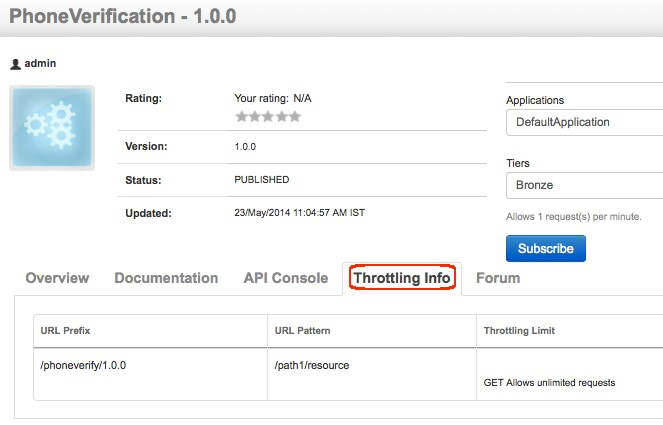 PhoneVerification - 1.0.0
admin
Rating:
Your rating: N/A
Version:
1.0.0
Status:
PUBLISHED
Updated:
23/May/2014 11:04:57 AM IST
Applications
DefaultApplication
Tiers
Bronze
Allows 1 request(s) per minute.
Subscribe
Overview Documentation API Console Throttling Info Forum
URL Prefix URL Pattern Throttling Limit
/phoneverify/1.0.0 /path1/resource
GET Allows unlimited requests